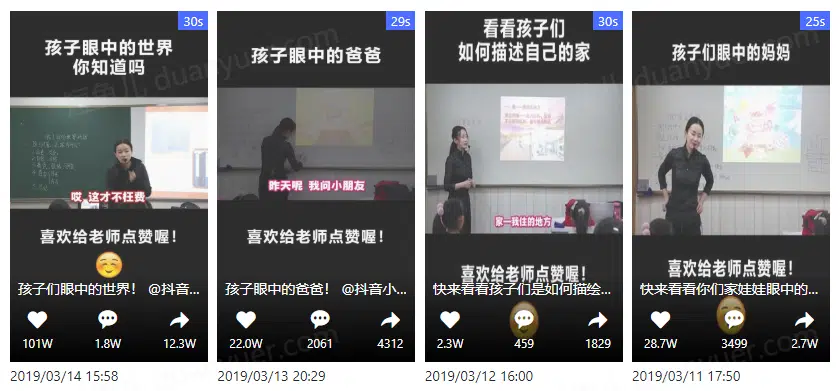 30s
孩子眼中的世界
你知道吗
哎 这才不枉费
喜欢给老师点赞喔！
孩子们眼中的世界！ @抖音...
101W
1.8W
12.3W
2019/03/14 15:58
29s
孩子眼中的爸爸
昨天呢 我问小朋友
喜欢给老师点赞喔！
孩子眼中的爸爸！ @抖音小...
22.0W
2061
4312
2019/03/13 20:29
30s
看看孩子们
如何描述自己的家
家—我住的地方
喜欢给老师点赞喔！
快来看看孩子们是如何描绘...
2.3W
459
1829
2019/03/12 16:00
25s
孩子们眼中的妈妈
喜欢给老师点赞喔！
快来看看你们家娃娃眼中的...
28.7W
3499
2.7W
2019/03/11 17:50
duanyuer.com